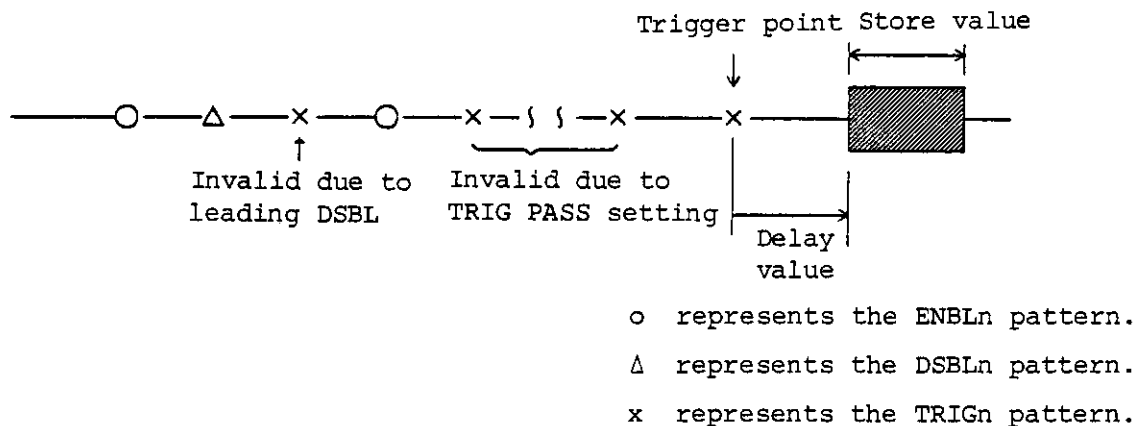 Trigger point Store value
Invalid due to
leading DSBL
Invalid due to
TRIG PASS setting
Delay
value
o represents the ENBLn pattern.
Δ represents the DSBLn pattern.
x represents the TRIGn pattern.